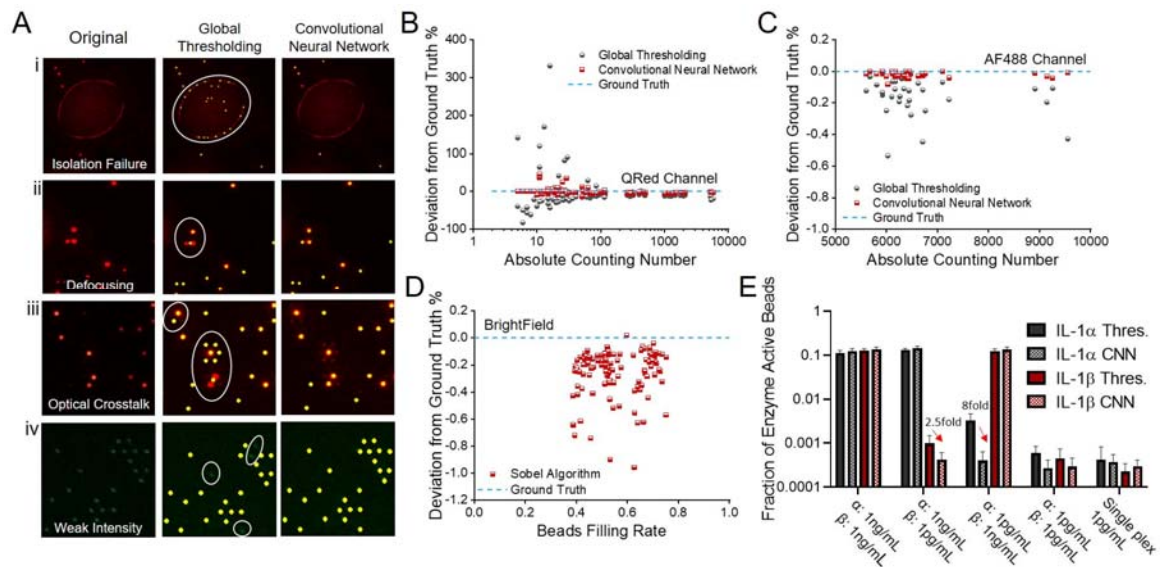 A
Original
Global
Thresholding
Convolutional
Neural Network
i
Isolation Failure
ii
Defocusing
iii
Optical Crosstalk
iv
Weak Intensity
B
Deviation from Ground Truth %
400
300
200
100
50
0
-50
-100
Global Thresholding
Convolutional Neural Network
Ground Truth
QRed Channel
1
10
100
1000
10000
Absolute Counting Number
C
Deviation from Ground Truth %
0.0
-0.2
-0.4
-0.6
-0.8
-1.0
AF488 Channel
Global Thresholding
Convolutional Neural Network
Ground Truth
5000
6000
7000
8000
9000
10000
Absolute Counting Number
D
Deviation from Ground Truth %
0.2
0.0
-0.2
-0.4
-0.6
-0.8
-1.0
-1.2
BrightField
Sobel Algorithm
Ground Truth
0.0
0.2
0.4
0.6
0.8
1.0
Beads Filling Rate
E
Fraction of Enzyme Active Beads
0.1
0.001
0.0001
IL-1α Thres.
IL-1α CNN
IL-1β Thres.
IL-1β CNN
2.5fold
8fold
α: 1ng/mL
β: 1ng/mL
α: 1ng/mL
β: 1pg/mL
α: 1pg/mL
β: 1ng/mL
α: 1pg/mL
β: 1pg/mL
Single plex
1pg/mL